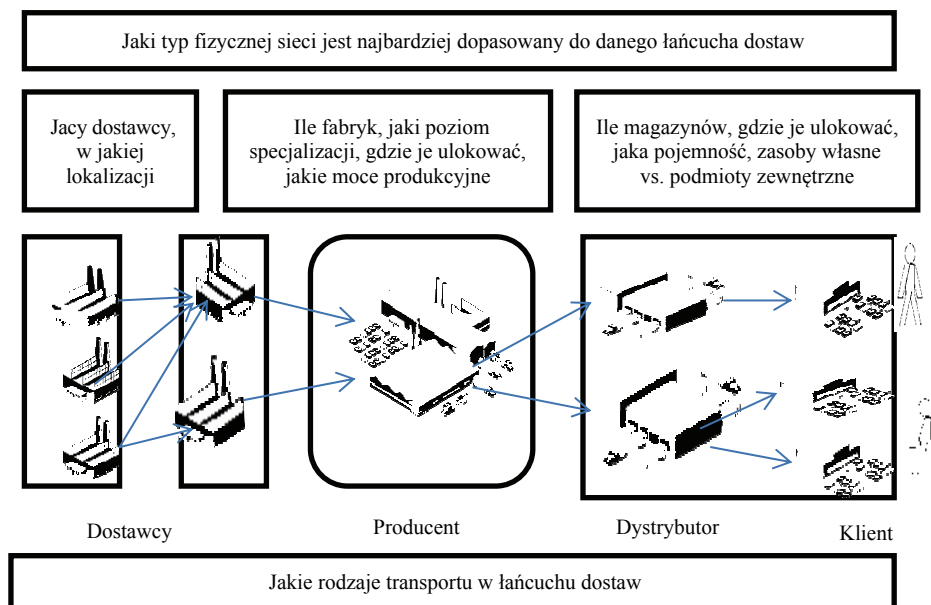 Jaki typ fizycznej sieci jest najbardziej dopasowany do danego łańcucha dostaw
Jacy dostawcy,
w jakiej
lokalizacji
Ile fabryk, jaki poziom
specjalizacji, gdzie je ulokować,
jakie moce produkcyjne
Ile magazynów, gdzie je ulokować,
jaka pojemność, zasoby własne
vs. podmioty zewnętrzne
Dostawcy
Producent
Dystrybutor
Klient
Jakie rodzaje transportu w łańcuchu dostaw